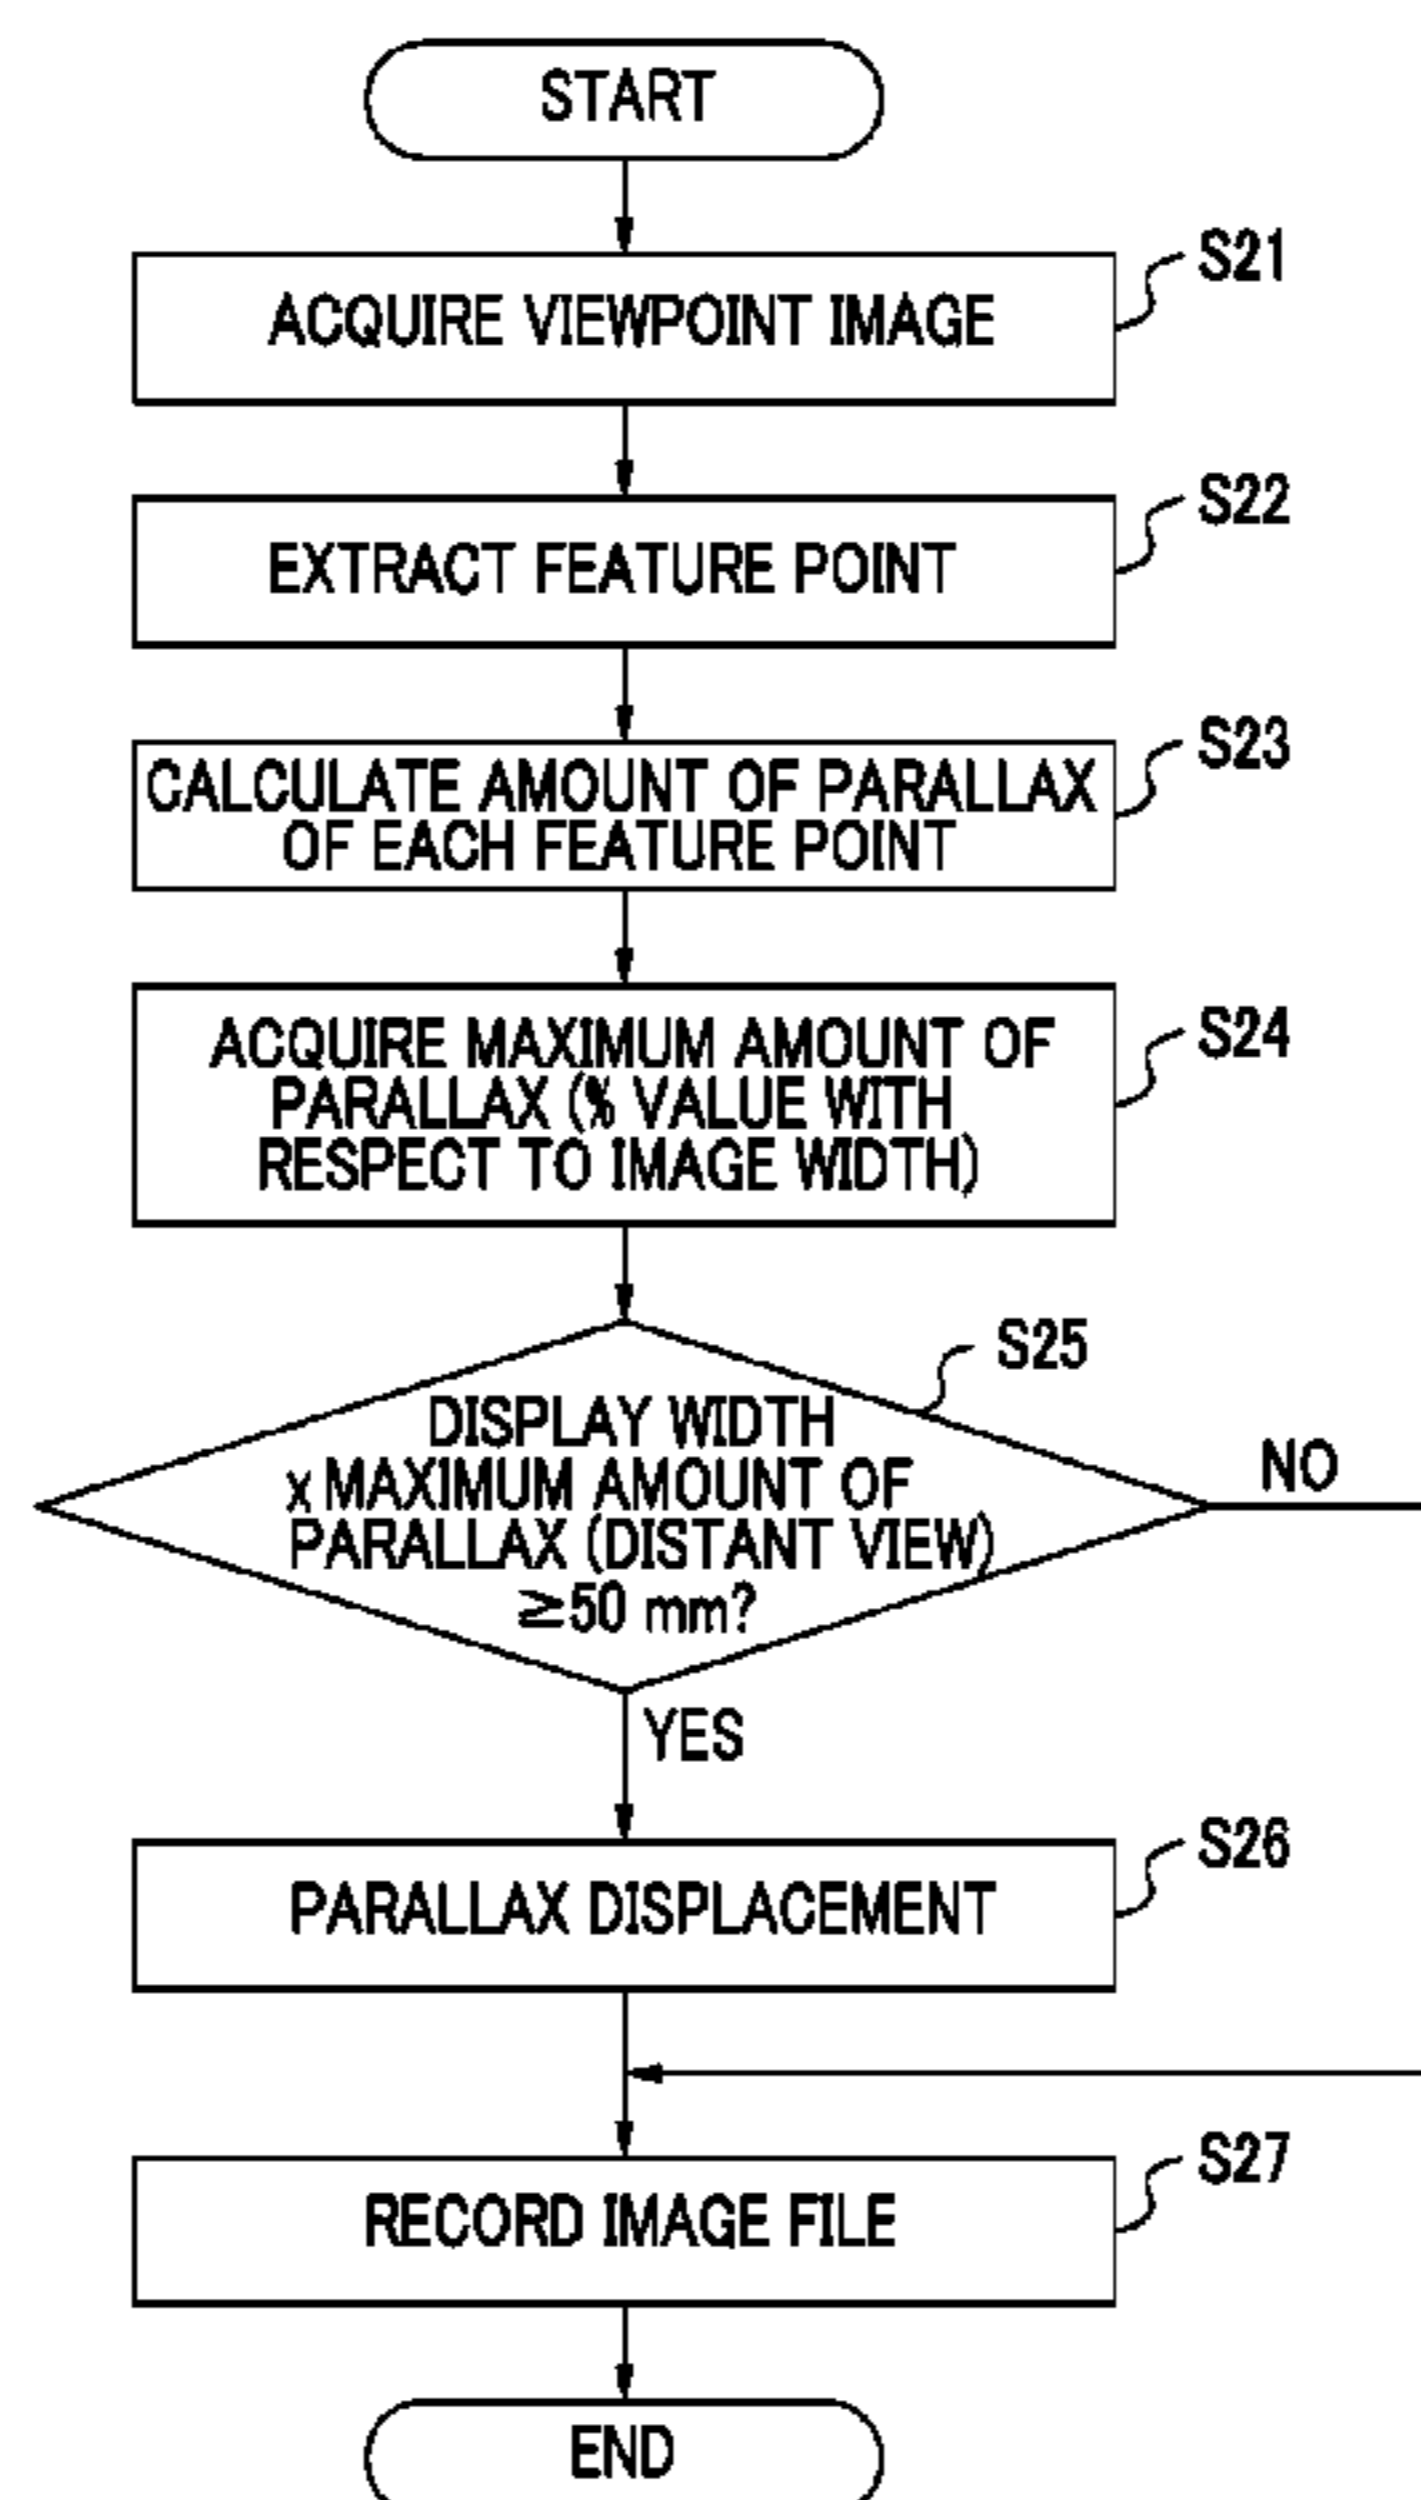 START
S21
ACQUIRE VIEWPOINT IMAGE
S22
EXTRACT FEATURE POINT
S23
CALCULATE AMOUNT OF PARALLAX
OF EACH FEATURE POINT
S24
ACQUIRE MAXIMUM AMOUNT OF
PARALLAX (% VALUE WITH
RESPECT TO IMAGE WIDTH)
S25
DISPLAY WIDTH
x MAXIMUM AMOUNT OF
PARALLAX (DISTANT VIEW)
≧50 mm?
NO
YES
S26
PARALLAX DISPLACEMENT
S27
RECORD IMAGE FILE
END